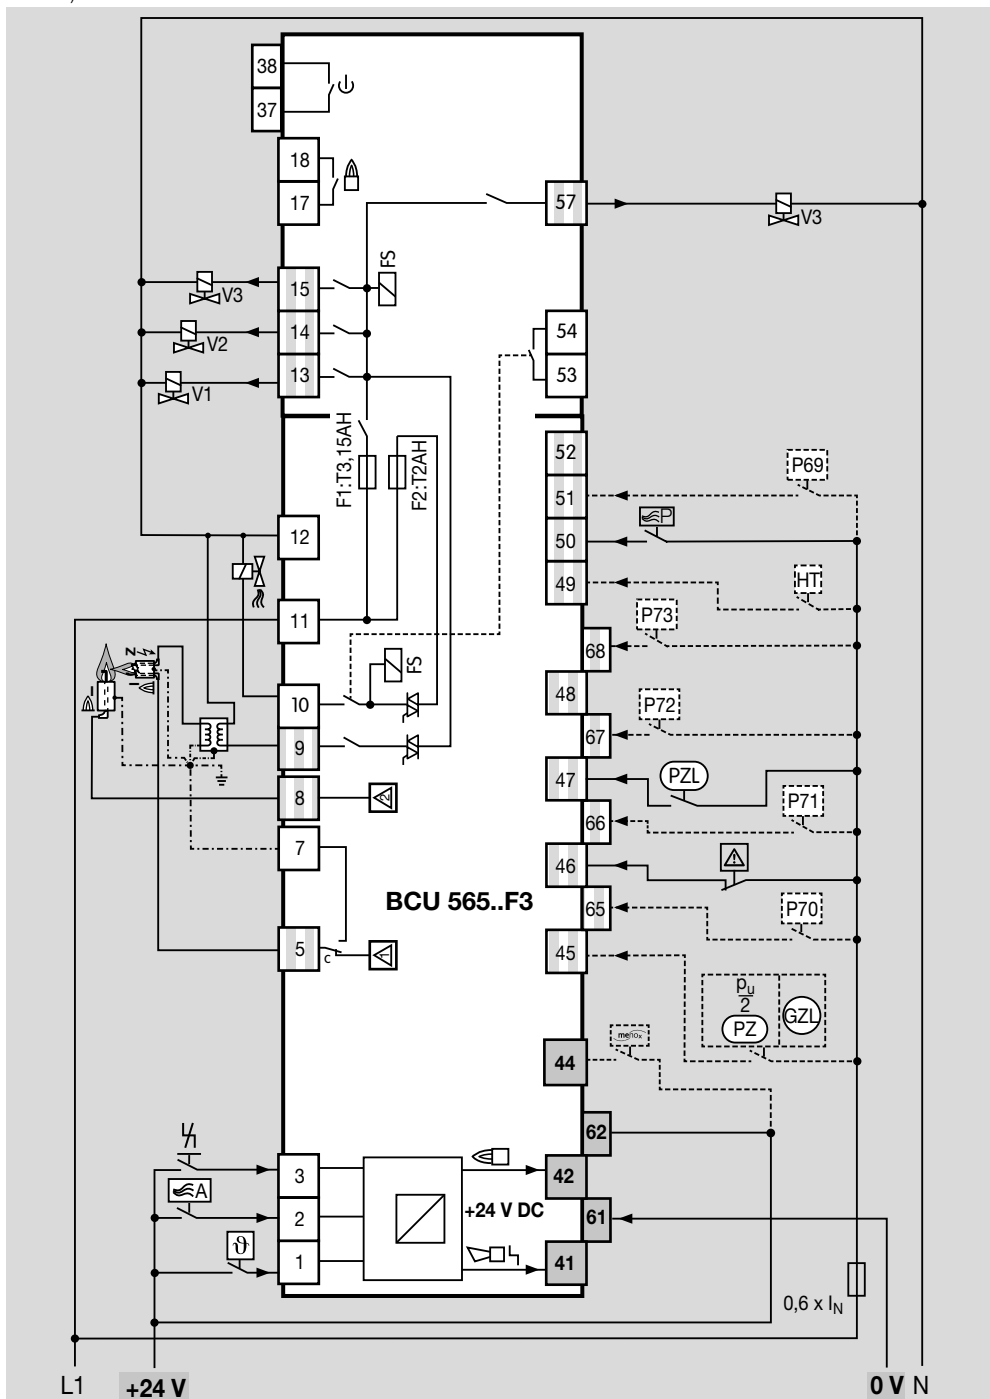 38
37
18
17
57
V3
FS
15
V3
14
V2
13
V1
54
53
F1:T3,15AH
F2:T2AH
52
51
P69
50
P
12
49
HT
11
P73
68
FS
10
48
67
P72
9
47
PZL
8
2
66
P71
7
46
BCU 565..F3
65
P70
5
c
1
45
pu
2
PZ
GZL
44
menox
62
3
42
A
2
+24 V DC
61
ϑ
1
41
0,6 x IN
L1
+24 V
0 V
N